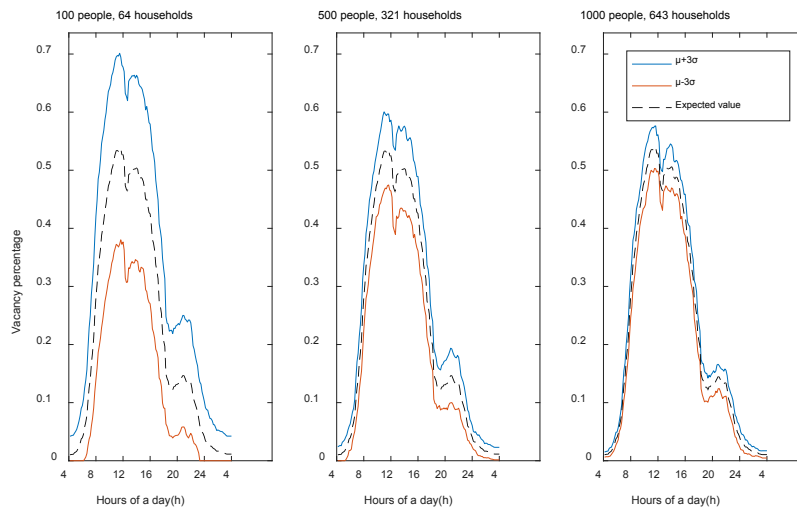 100 people, 64 households
500 people, 321 households
1000 people, 643 households
0.7
0.6
0.5
0.4
0.3
0.2
0.1
0
Vacancy percentage
4 8 12 16 20 24 4
Hours of a day(h)
0.7
0.6
0.5
0.4
0.3
0.2
0.1
0
4 8 12 16 20 24 4
Hours of a day(h)
0.7
0.6
0.5
0.4
0.3
0.2
0.1
0
4 8 12 16 20 24 4
Hours of a day(h)
μ+3σ
μ-3σ
Expected value